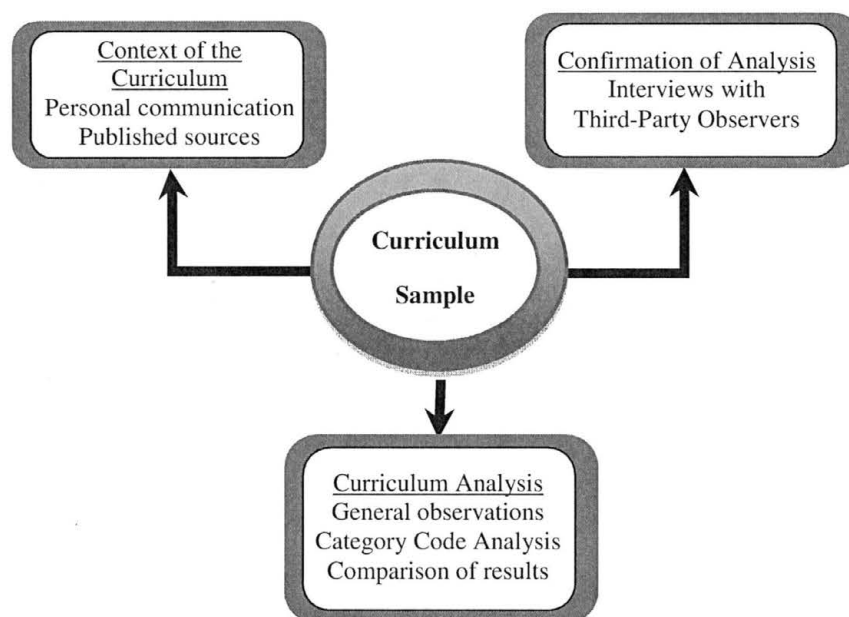 Context of the
Curriculum
Personal communication
Published sources
Confirmation of Analysis
Interviews with
Third-Party Observers
Curriculum
Sample
Curriculum Analysis
General observations
Category Code Analysis
Comparison of results